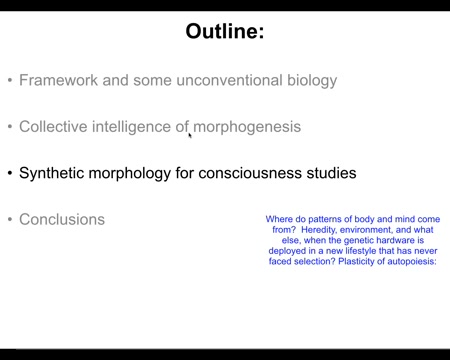 Outline:
• Framework and some unconventional biology
• Collective intelligence of morphogenesis
• Synthetic morphology for consciousness studies
• Conclusions
Where do patterns of body and mind come
from? Heredity, environment, and what
else, when the genetic hardware is
deployed in a new lifestyle that has never
faced selection? Plasticity of autopoiesis: